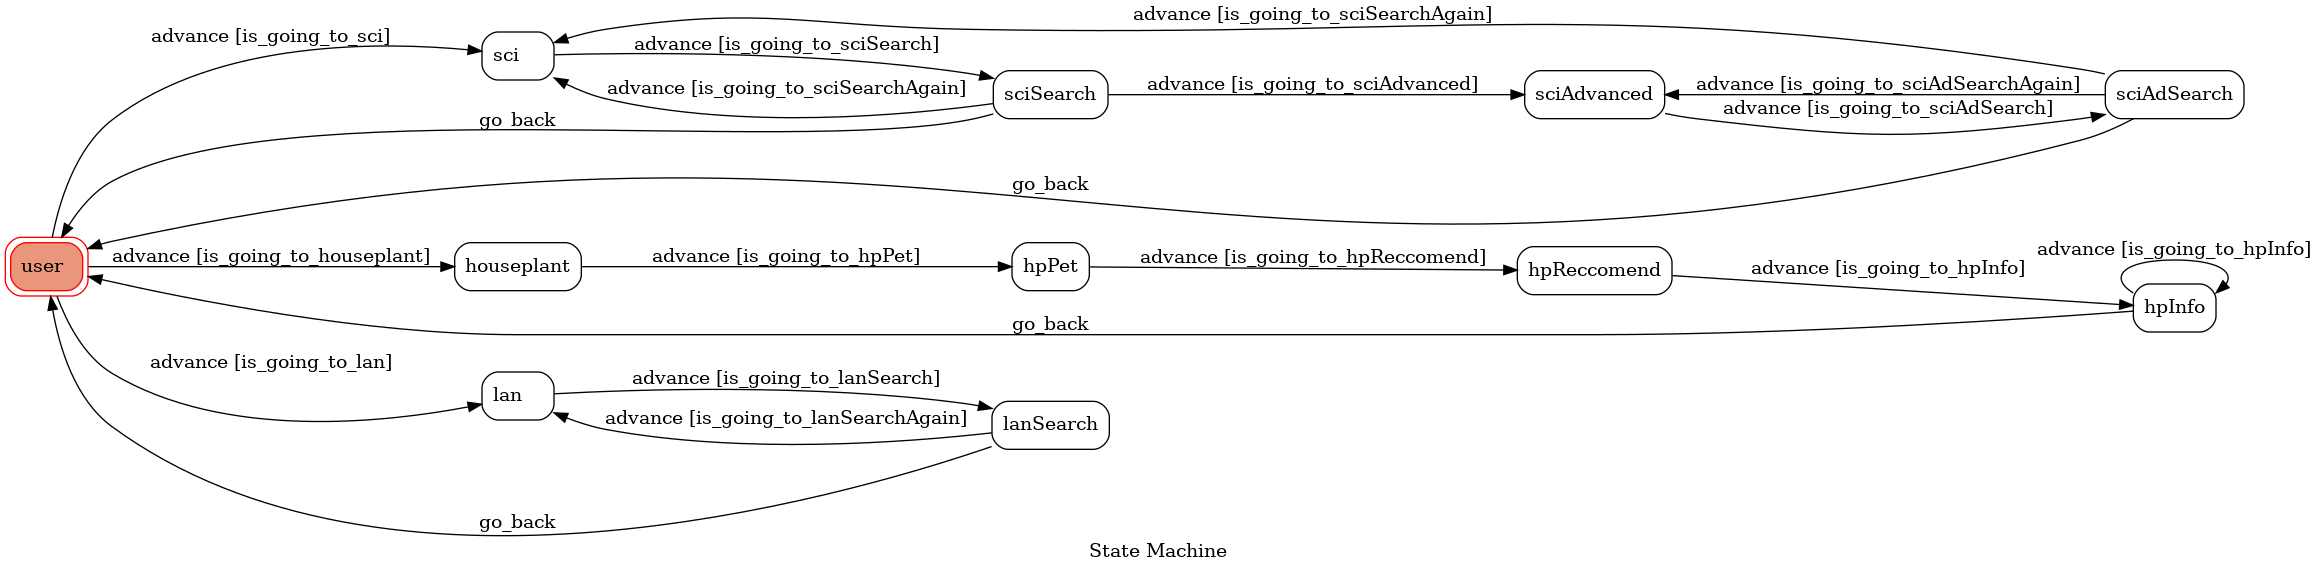 advance [is_going_to_sciSearchAgain]
advance [is_going_to_sci]
sci
advance [is_going_to_sciSearch]
advance [is_going_to_sciSearchAgain]
sciSearch
advance [is_going_to_sciAdvanced]
sciAdvanced
advance [is_going_to_sciAdSearchAgain]
advance [is_going_to_sciAdSearch]
sciAdSearch
go_back
go_back
user
advance [is_going_to_houseplant]
houseplant
advance [is_going_to_hpPet]
hpPet
advance [is_going_to_hpReccomend]
hpReccomend
advance [is_going_to_hpInfo]
advance [is_going_to_hpInfo]
hpInfo
go_back
advance [is_going_to_lan]
lan
advance [is_going_to_lanSearch]
advance [is_going_to_lanSearchAgain]
lanSearch
go_back
State Machine